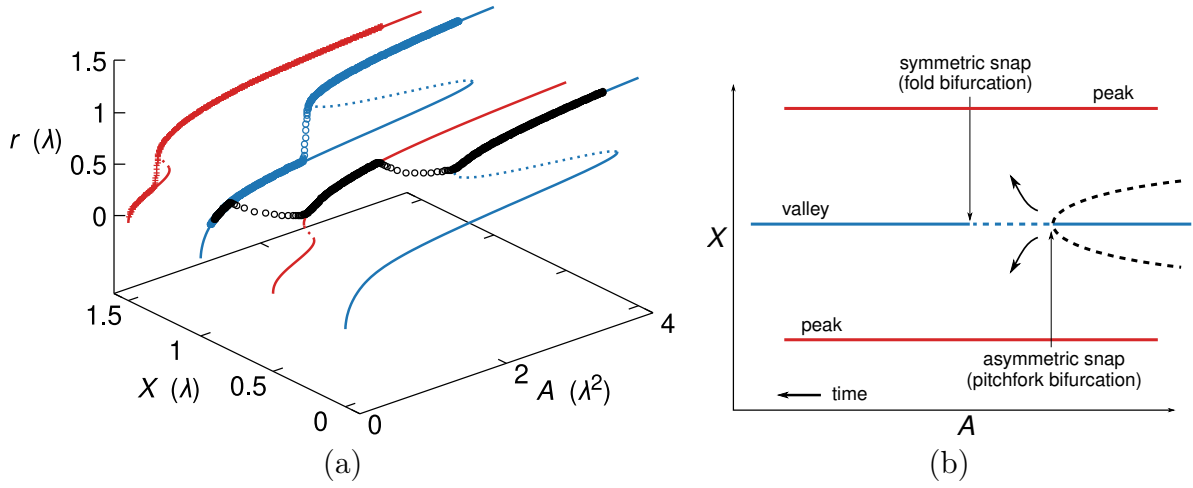 1.5
1
0.5
0
r (λ)
1.5
1
0.5
0
X (λ)
0
2
4
A (λ²)
(a)
symmetric snap
(fold bifurcation)
peak
valley
X
peak
asymmetric snap
(pitchfork bifurcation)
time
A
(b)